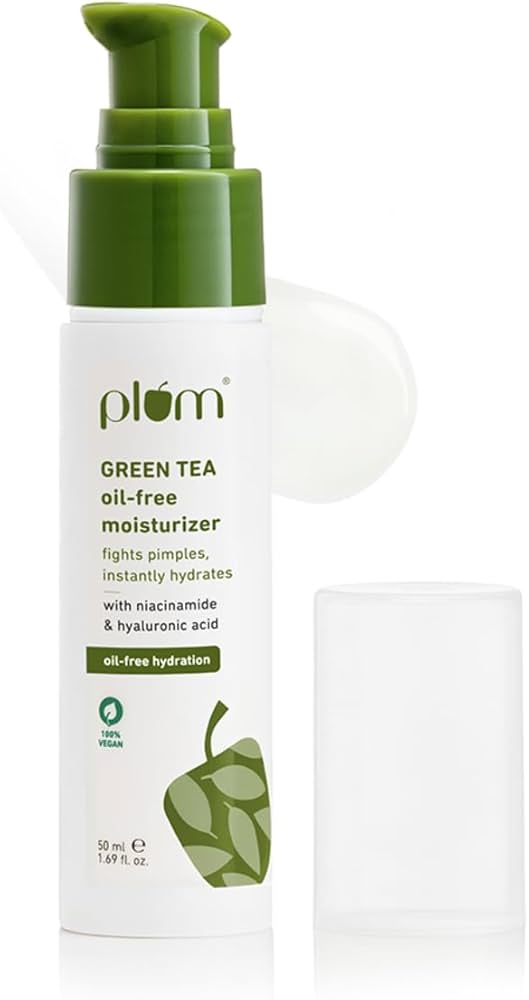 plum®
GREEN TEA
oil-free
moisturizer
fights pimples,
instantly hydrates
with niacinamide
& hyaluronic acid
oil-free hydration
100%
VEGAN
50 ml ℮
1.69 fl. oz.